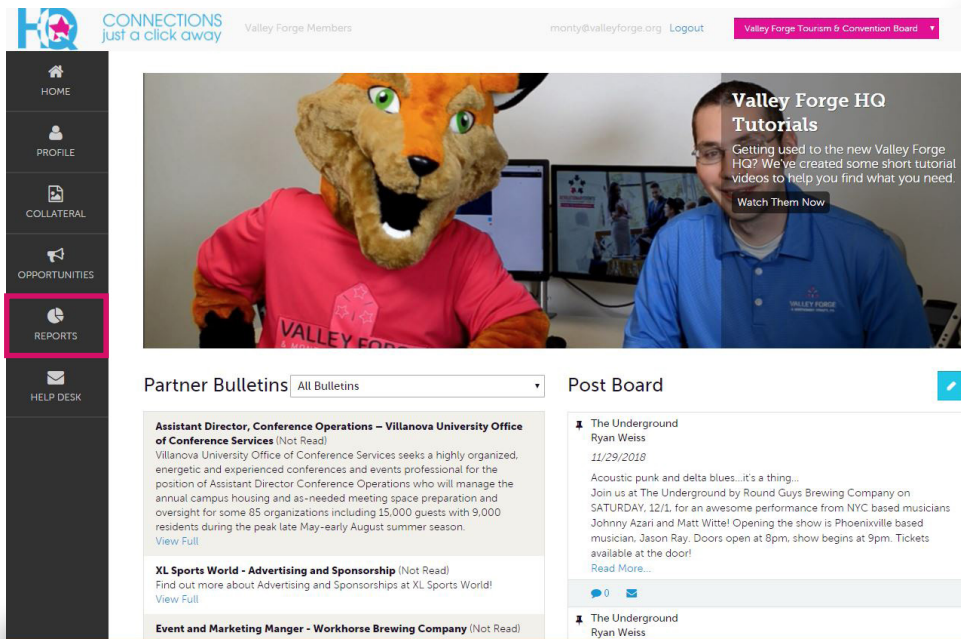 HQ
CONNECTIONS
just a click away
Valley Forge Members
monty@valleyforge.org Logout
Valley Forge Tourism & Convention Board
HOME
PROFILE
COLLATERAL
OPPORTUNITIES
REPORTS
HELP DESK
Valley Forge HQ
Tutorials
Getting used to the new Valley Forge
HQ? We've created some short tutorial
videos to help you find what you need.
Watch Them Now
VALLEY FORGE
VALLEY
Partner Bulletins All Bulletins
Assistant Director, Conference Operations – Villanova University Office
of Conference Services (Not Read)
Villanova University Office of Conference Services seeks a highly organized,
energetic and experienced conferences and events professional for the
position of Assistant Director Conference Operations who will manage the
annual campus housing and as-needed meeting space preparation and
oversight for some 85 organizations including 15,000 guests with 9,000
residents during the peak late May-early August summer season.
View Full
XL Sports World - Advertising and Sponsorship (Not Read)
Find out more about Advertising and Sponsorships at XL Sports World!
View Full
Event and Marketing Manger - Workhorse Brewing Company (Not Read)
Post Board
The Underground
Ryan Weiss
11/29/2018
Acoustic punk and delta blues...it's a thing...
Join us at The Underground by Round Guys Brewing Company on
SATURDAY, 12/1, for an awesome performance from NYC based musicians
Johnny Azari and Matt Witte! Opening the show is Phoenixville based
musician, Jason Ray. Doors open at 8pm, show begins at 9pm. Tickets
available at the door!
Read More...
0
The Underground
Ryan Weiss